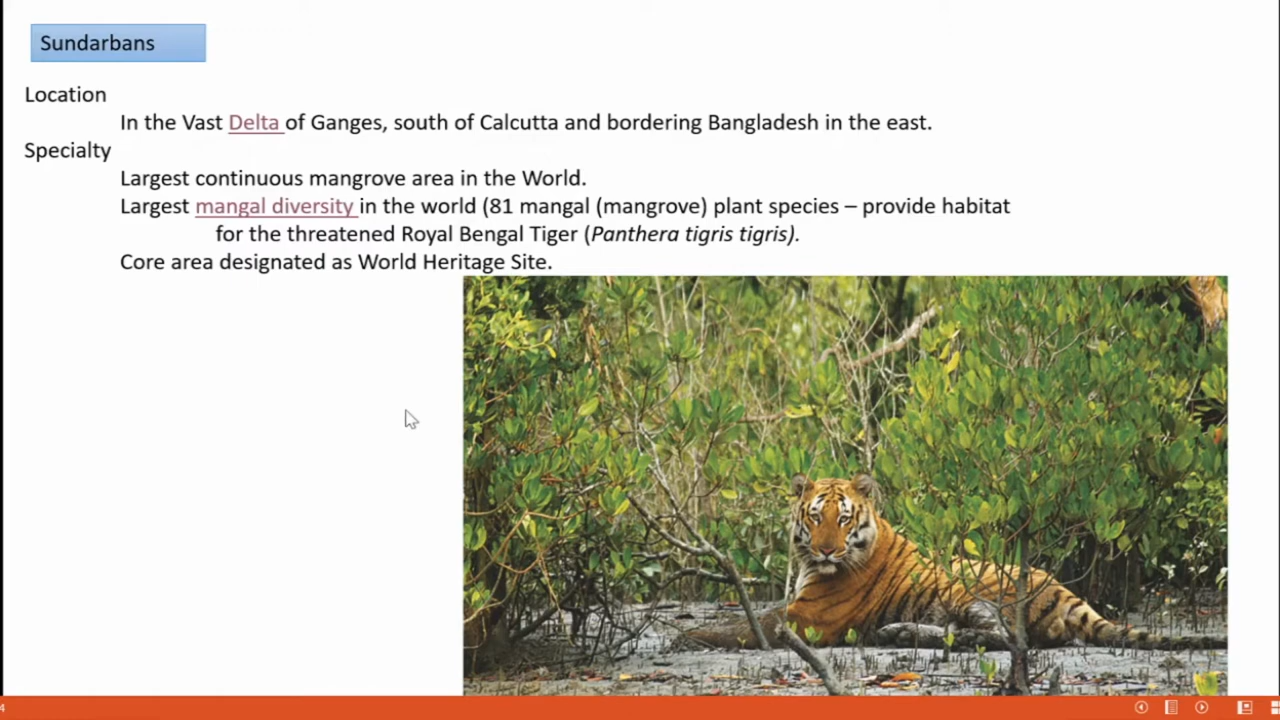 Sundarbans
Location
In the Vast Delta of Ganges, south of Calcutta and bordering Bangladesh in the east.
Specialty
Largest continuous mangrove area in the World.
Largest mangal diversity in the world (81 mangal (mangrove) plant species – provide habitat
for the threatened Royal Bengal Tiger (Panthera tigris tigris).
Core area designated as World Heritage Site.
4